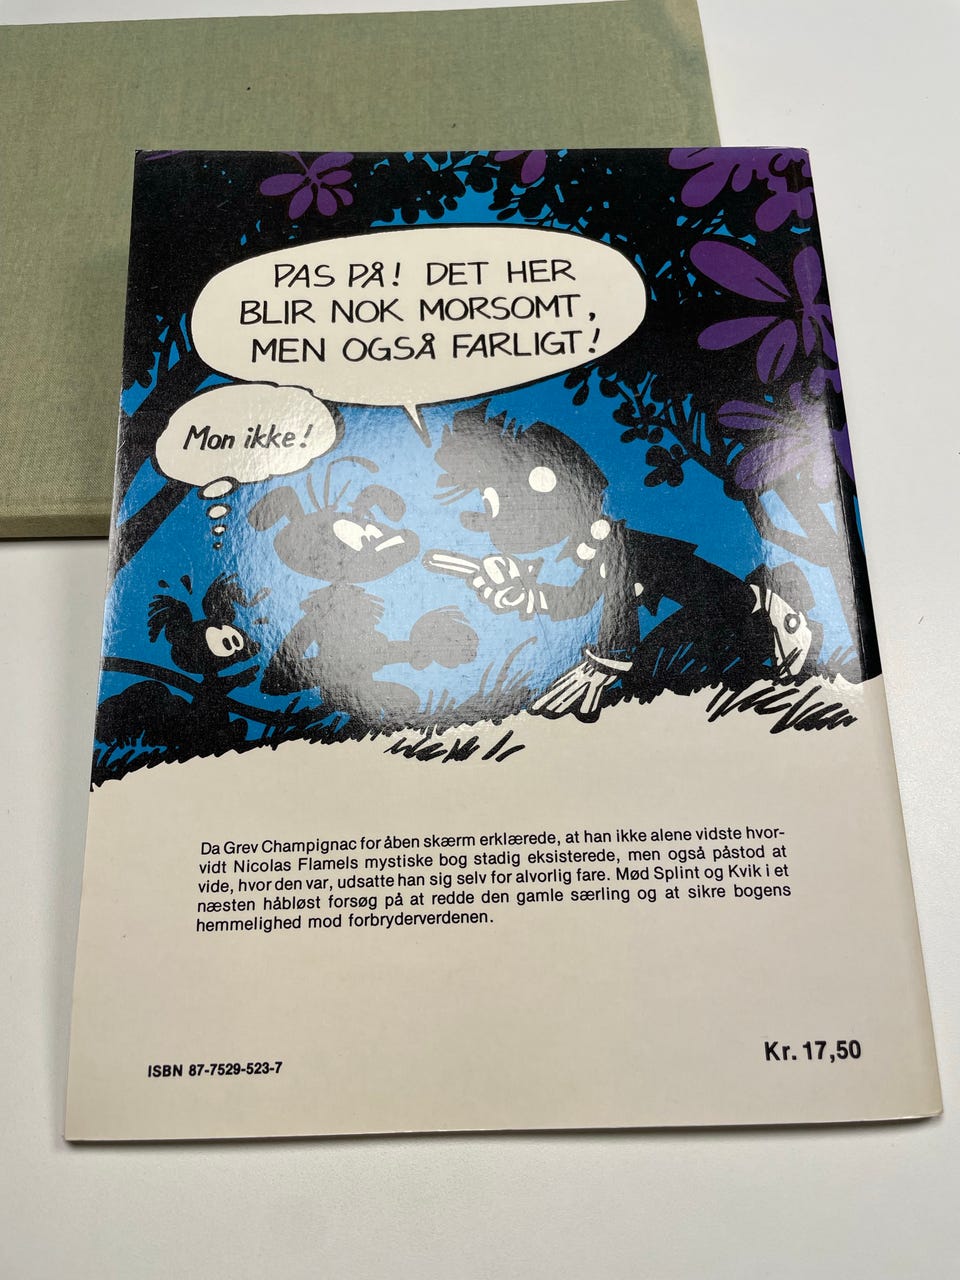 PAS PÅ! DET HER
BLIR NOK MORSOMT,
MEN OGSÅ FARLIGT!
Mon ikke!
Da Grev Champignac for åben skærm erklærede, at han ikke alene vidste hvor-
vidt Nicolas Flamels mystiske bog stadig eksisterede, men også påstod at
vide, hvor den var, udsatte han sig selv for alvorlig fare. Mød Splint og Kvik i et
næsten håbløst forsøg på at redde den gamle særling og at sikre bogens
hemmelighed mod forbryderverdenen.
ISBN 87-7529-523-7
Kr. 17,50